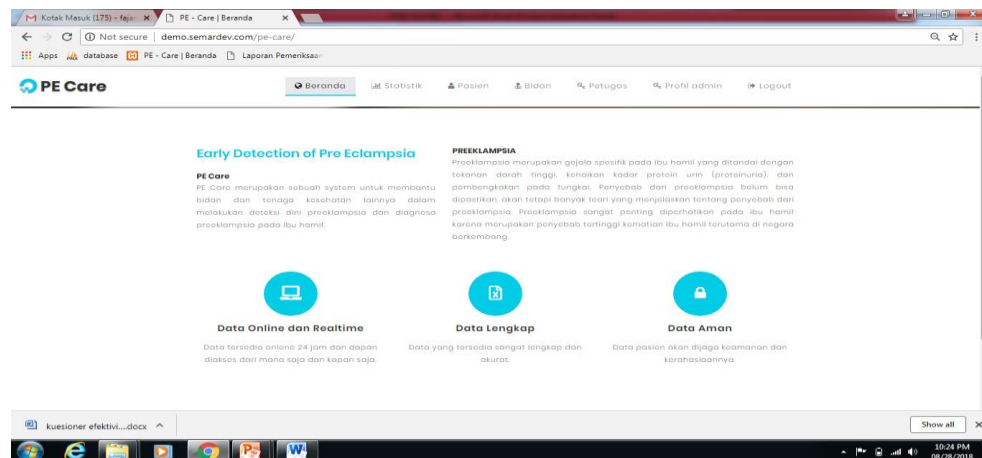 Kotak Masuk (175) - faja
PE - Care | Beranda
Not secure | demo.semardev.com/pe-care/
Apps database PE - Care | Beranda Laporan Pemeriksaan
PE Care
Beranda Statistik Pasien Bidan Petugas Profil admin Logout
Early Detection of Pre Eclampsia
PE Care
PE Care merupakan sebuah system untuk membantu
bidan dan tenaga kesehatan lainnya dalam
melakukan deteksi dini preeklampsia dan diagnosa
preeklampsia pada ibu hamil.
PREEKLAMPSIA
Preeklampsia merupakan gejala spesifik pada ibu hamil yang ditandai dengan
tekanan darah tinggi, kenaikan kadar protein urin (proteinuria), dan
pembengkakan pada tungkai. Penyebab dari preeklampsia belum bisa
dipastikan, akan tetapi banyak teori yang menjelaskan tentang penyebab dari
preeklampsia. Preeklampsia sangat penting diperhatikan pada ibu hamil
karena merupakan penyebab tertinggi kematian ibu hamil terutama di negara
berkembang.
Data Online dan Realtime
Data tersedia online 24 jam dan dapan
diakses dari mana saja dan kapan saja.
Data Lengkap
Data yang tersedia sangat lengkap dan
akurat.
Data Aman
Data pasien akan dijaga keamanan dan
kerahasiaannya.
kuesioner efektivi....docx
Show all
10:24 PM
08/28/2018